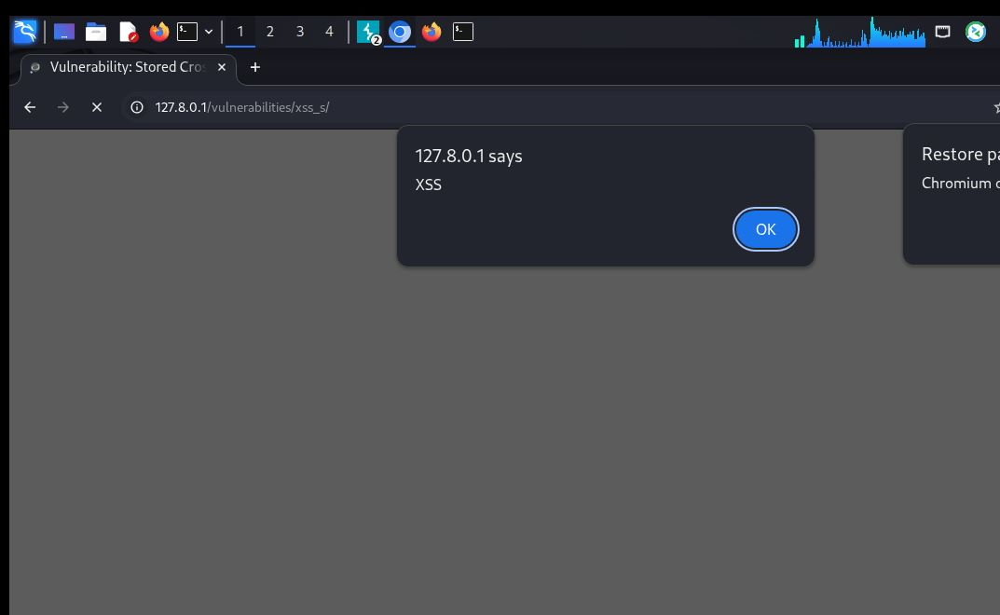 1 2 3 4 2
Vulnerability: Stored Cros
127.8.0.1/vulnerabilities/xss_s/
127.8.0.1 says
XSS
OK
Restore pa
Chromium